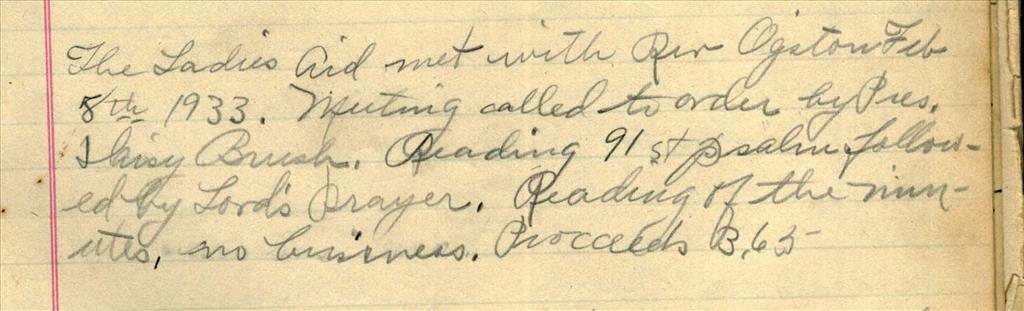 The Ladies Aid met with Rev Ogston Feb
8th 1933. Meeting called to order by Pres.
Daisy Brush. Reading 91st psalm follow-
ed by Lord's prayer. Reading of the min-
utes, no business. Proceeds 3.65